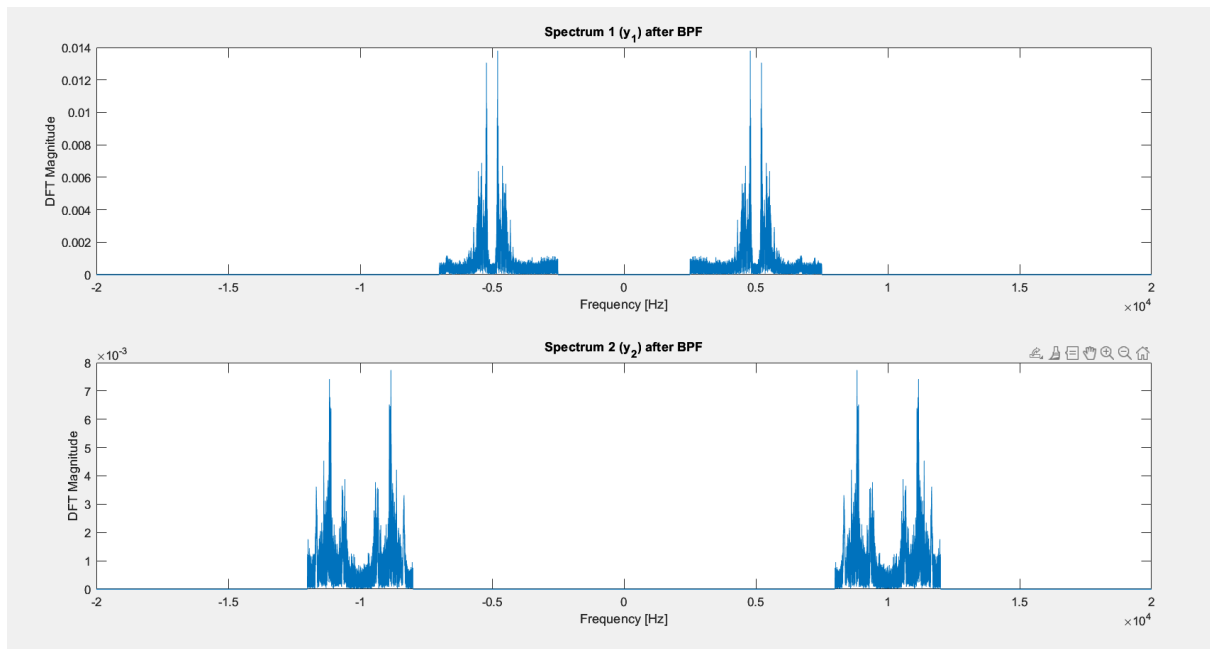 Spectrum 1 (y1) after BPF
DFT Magnitude
0.014
0.012
0.01
0.008
0.006
0.004
0.002
0
-2 -1.5 -1 -0.5 0 0.5 1 1.5 2
Frequency [Hz]
×10^4
Spectrum 2 (y2) after BPF
×10^-3
DFT Magnitude
8
7
6
5
4
3
2
1
0
-2 -1.5 -1 -0.5 0 0.5 1 1.5 2
Frequency [Hz]
×10^4